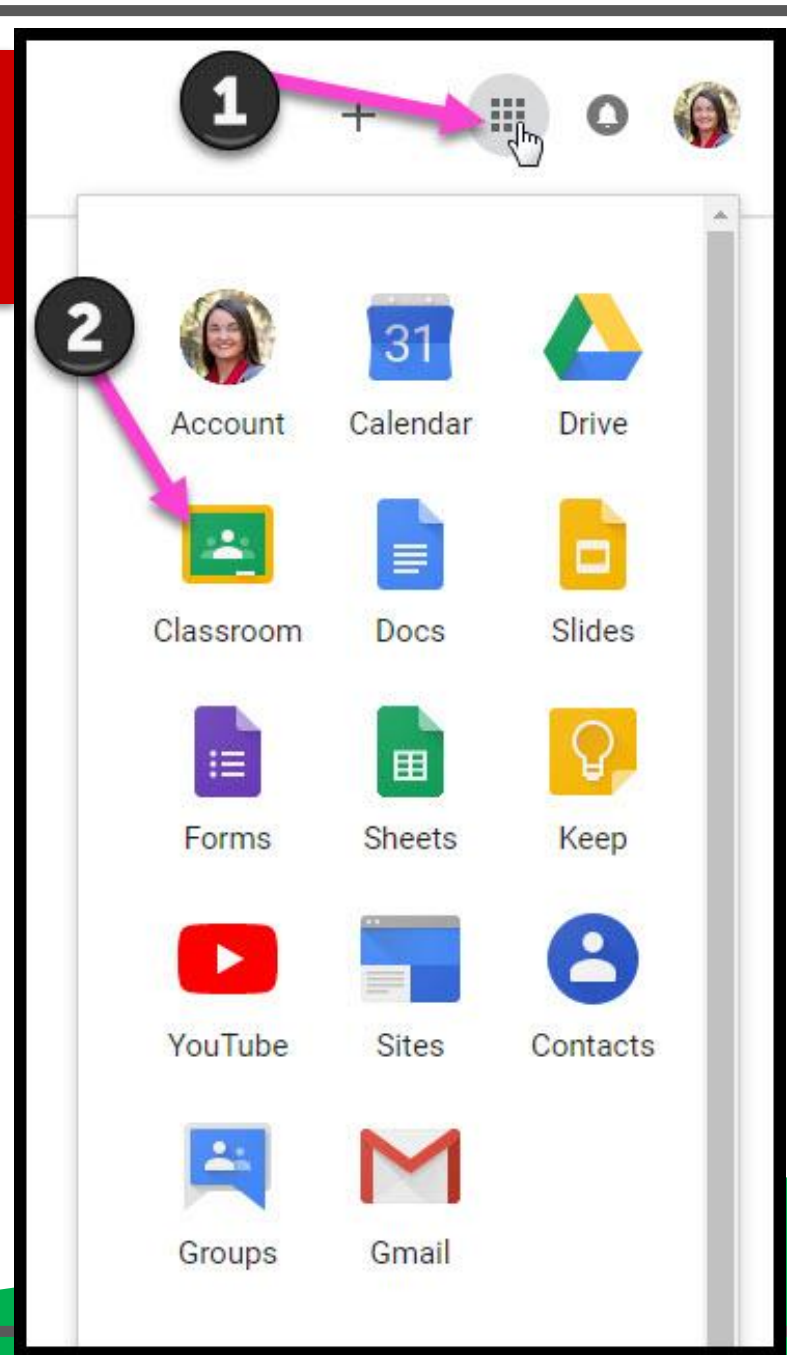 1
2
31
Account Calendar Drive
Classroom Docs Slides
Forms Sheets Keep
YouTube Sites Contacts
Groups Gmail